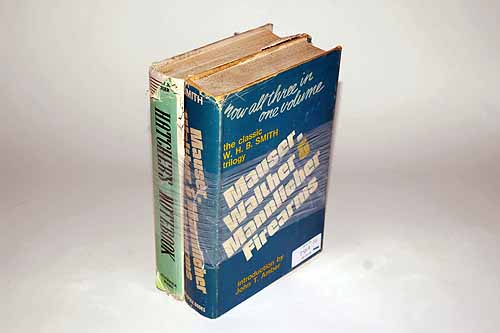 HATCHER'S NOTEBOOK
SMITH
now all three in
one volume
the classic
W. H. B. SMITH
trilogy
Mauser,
Walther &
Mannlicher
Firearms
introduction by
John T. Amber